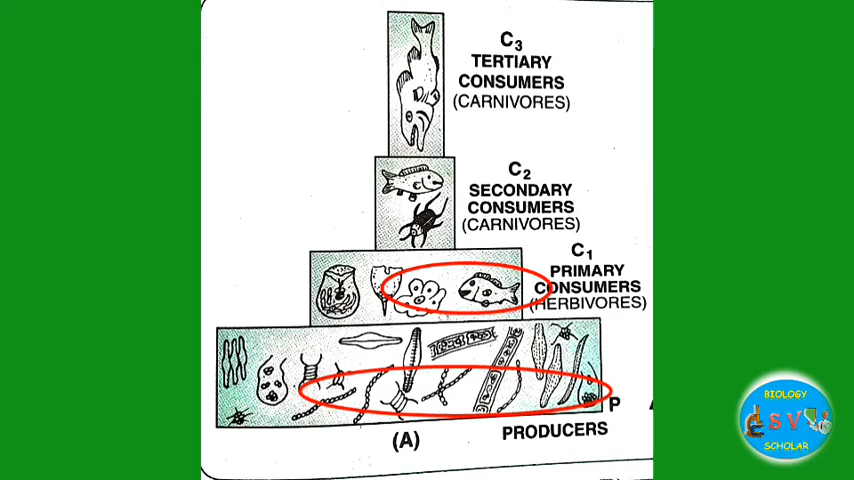 C3
TERTIARY
CONSUMERS
(CARNIVORES)
C2
SECONDARY
CONSUMERS
(CARNIVORES)
C1
PRIMARY
CONSUMERS
(HERBIVORES)
P
(A)
PRODUCERS
BIOLOGY
SV
SCHOLAR